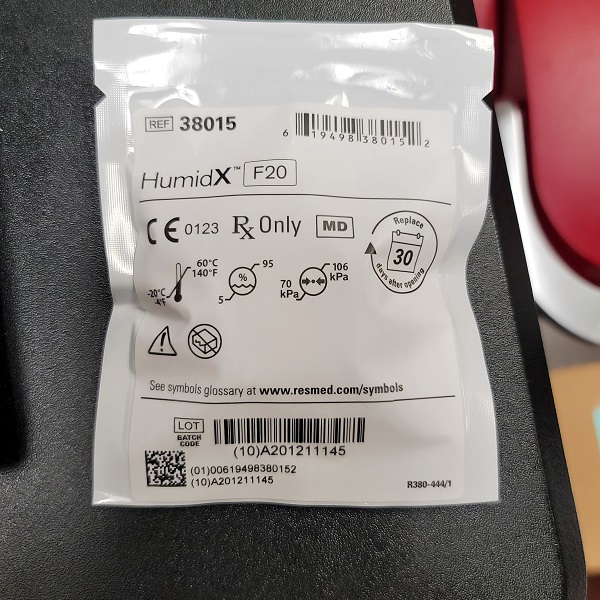 REF 38015
6 19498 38015 2
HumidX™ F20
CE 0123 Rx Only MD
Replace
30
days after opening
60°C
140°F
-20°C
-4°F
%
95
5
106
kPa
70
kPa
See symbols glossary at www.resmed.com/symbols
LOT
BATCH
CODE
(10)A201211145
(01)00619498380152
(10)A201211145
R380-444/1